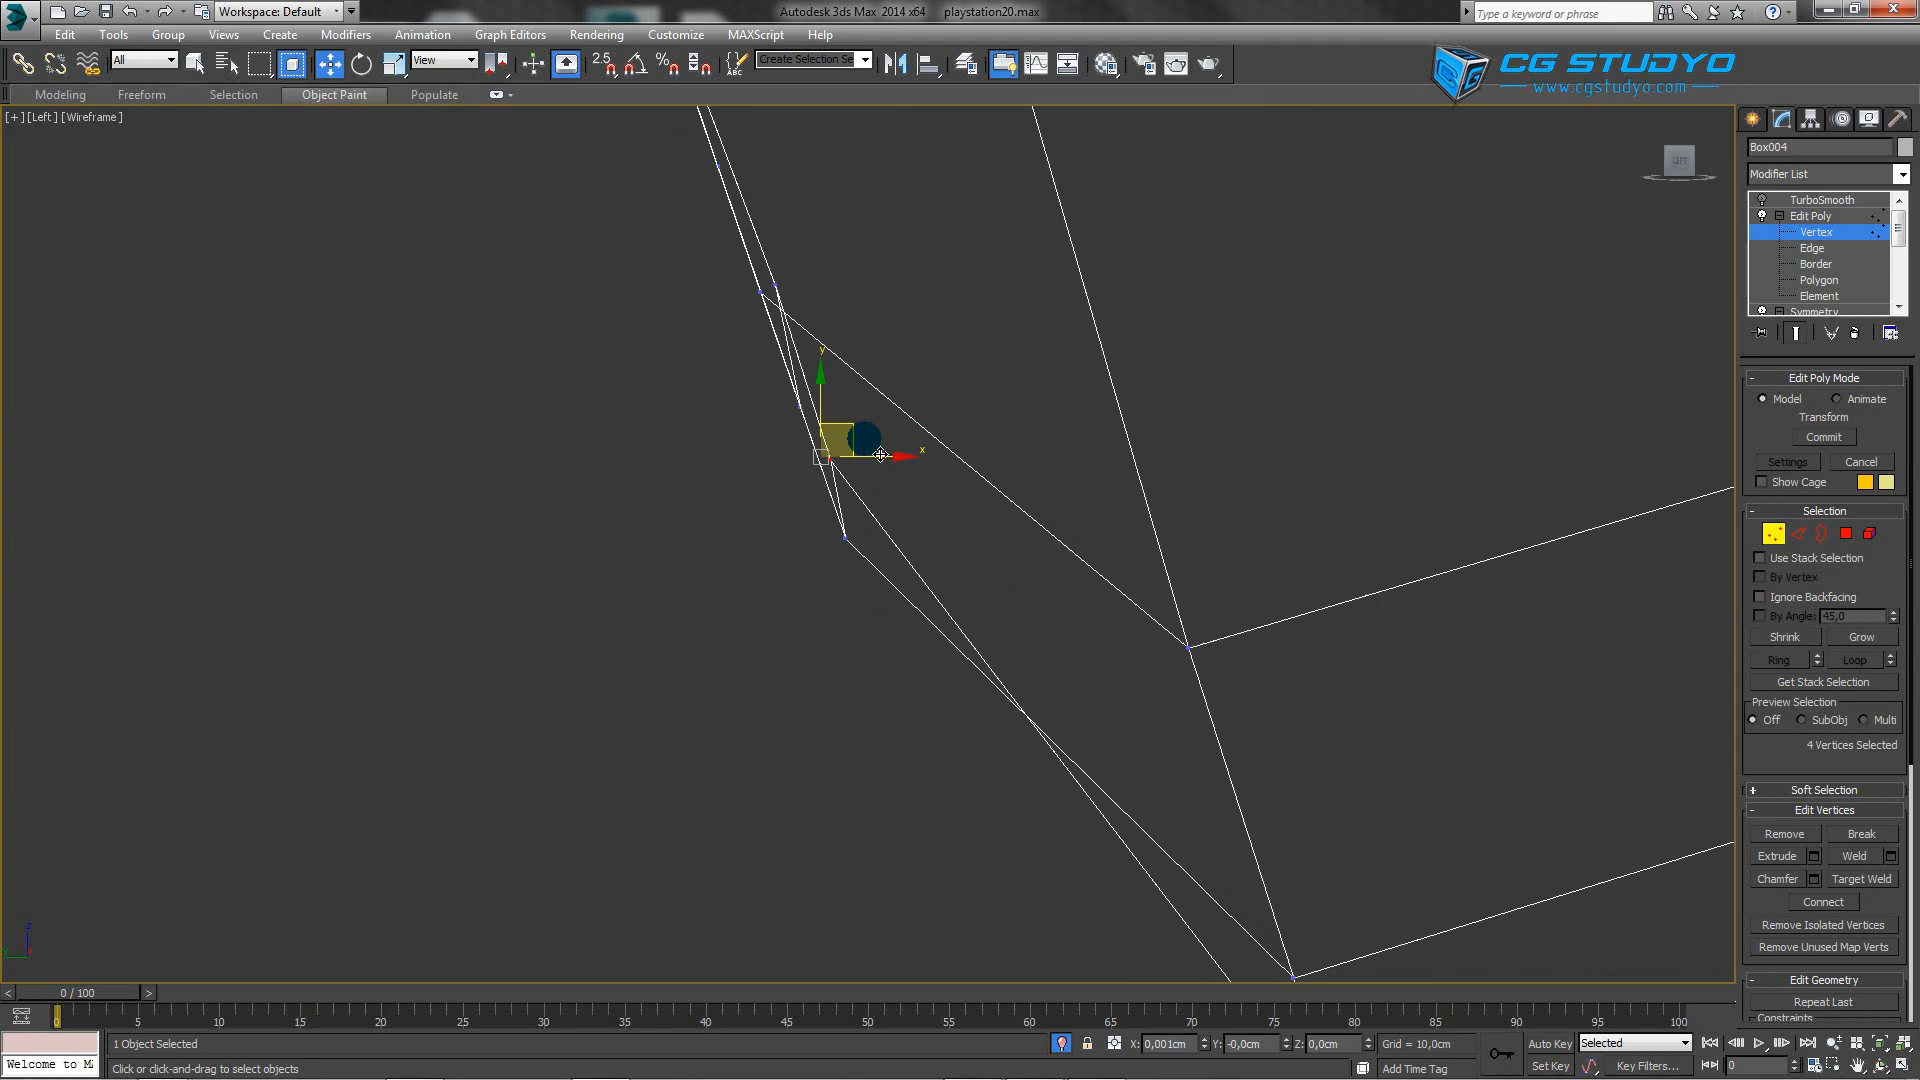 Autodesk 3ds Max 2014 x64 playstation20.max
Workspace: Default
Type a keyword or phrase
Edit Tools Group Views Create Modifiers Animation Graph Editors Rendering Customize MAXScript Help
All View 2.5 Create Selection Se
CG STUDYO
www.cgstudyo.com
Modeling Freeform Selection Object Paint Populate
[+] [Left] [Wireframe]
LEFT
Box004
Modifier List
TurboSmooth
Edit Poly
Vertex
Edge
Border
Polygon
Element
Symmetry
Edit Poly Mode
Model Animate
Transform
Commit
Settings Cancel
Show Cage
Selection
Use Stack Selection
By Vertex
Ignore Backfacing
By Angle: 45,0
Shrink Grow
Ring Loop
Get Stack Selection
Preview Selection
Off SubObj Multi
4 Vertices Selected
Soft Selection
Edit Vertices
Remove Break
Extrude Weld
Chamfer Target Weld
Connect
Remove Isolated Vertices
Remove Unused Map Verts
Edit Geometry
Repeat Last
Constraints
y
x
z
y
x
0 / 100
0 5 10 15 20 25 30 35 40 45 50 55 60 65 70 75 80 85 90 95 100
1 Object Selected
X: 0,001cm Y: -0,0cm Z: 0,0cm Grid = 10,0cm
Auto Key Selected
Welcome to M
Click or click-and-drag to select objects
Add Time Tag
Set Key Key Filters... 0